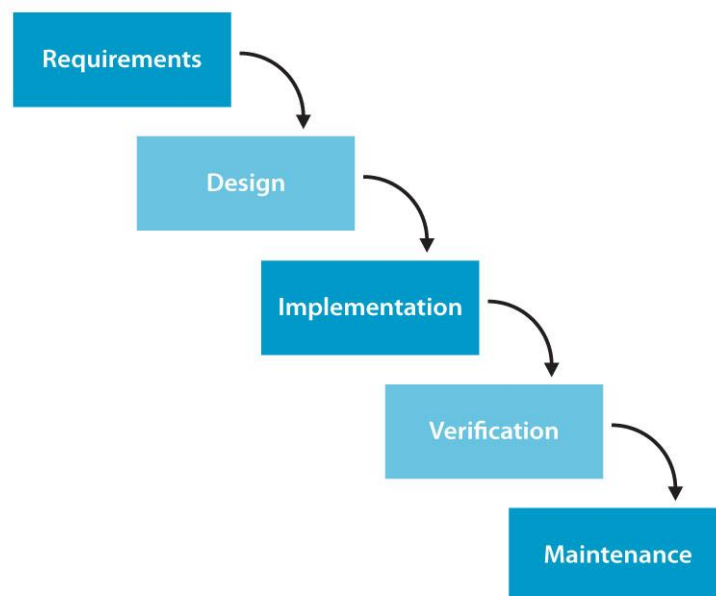 Requirements
Design
Implementation
Verification
Maintenance